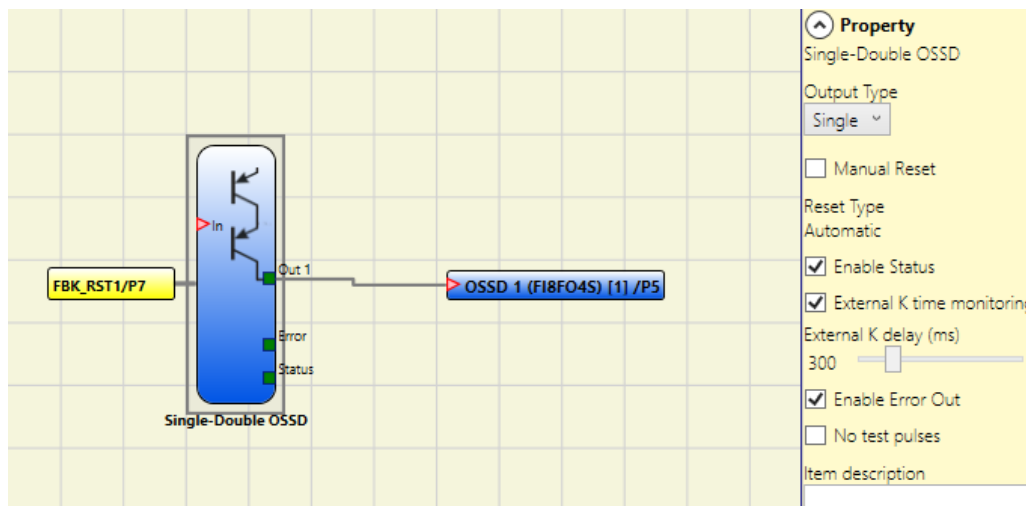 In
FBK_RST1/P7
Out 1
OSSD 1 (FI8FO4S) [1] /P5
Error
Status
Single-Double OSSD
Property
Single-Double OSSD
Output Type
Single
Manual Reset
Reset Type
Automatic
Enable Status
External K time monitoring
External K delay (ms)
300
Enable Error Out
No test pulses
Item description